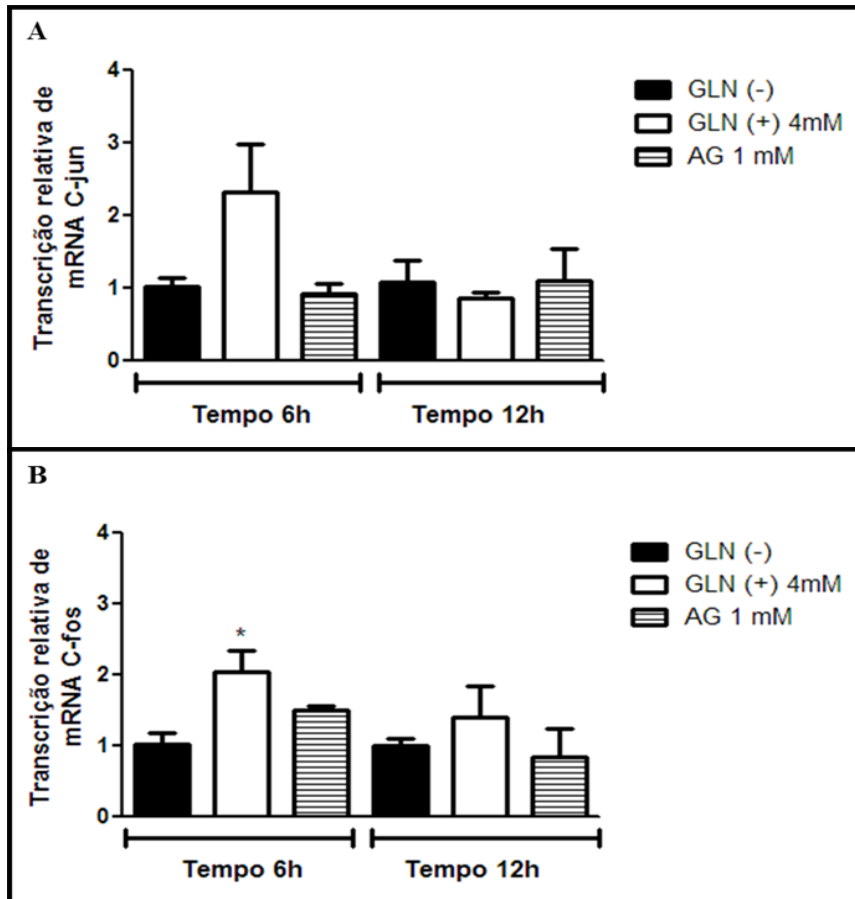 A
Transcrição relativa de
mRNA C-jun
4
3
2
1
0
GLN (-)
GLN (+) 4mM
AG 1 mM
Tempo 6h
Tempo 12h
B
Transcrição relativa de
mRNA C-fos
4
3
2
1
0
*
GLN (-)
GLN (+) 4mM
AG 1 mM
Tempo 6h
Tempo 12h